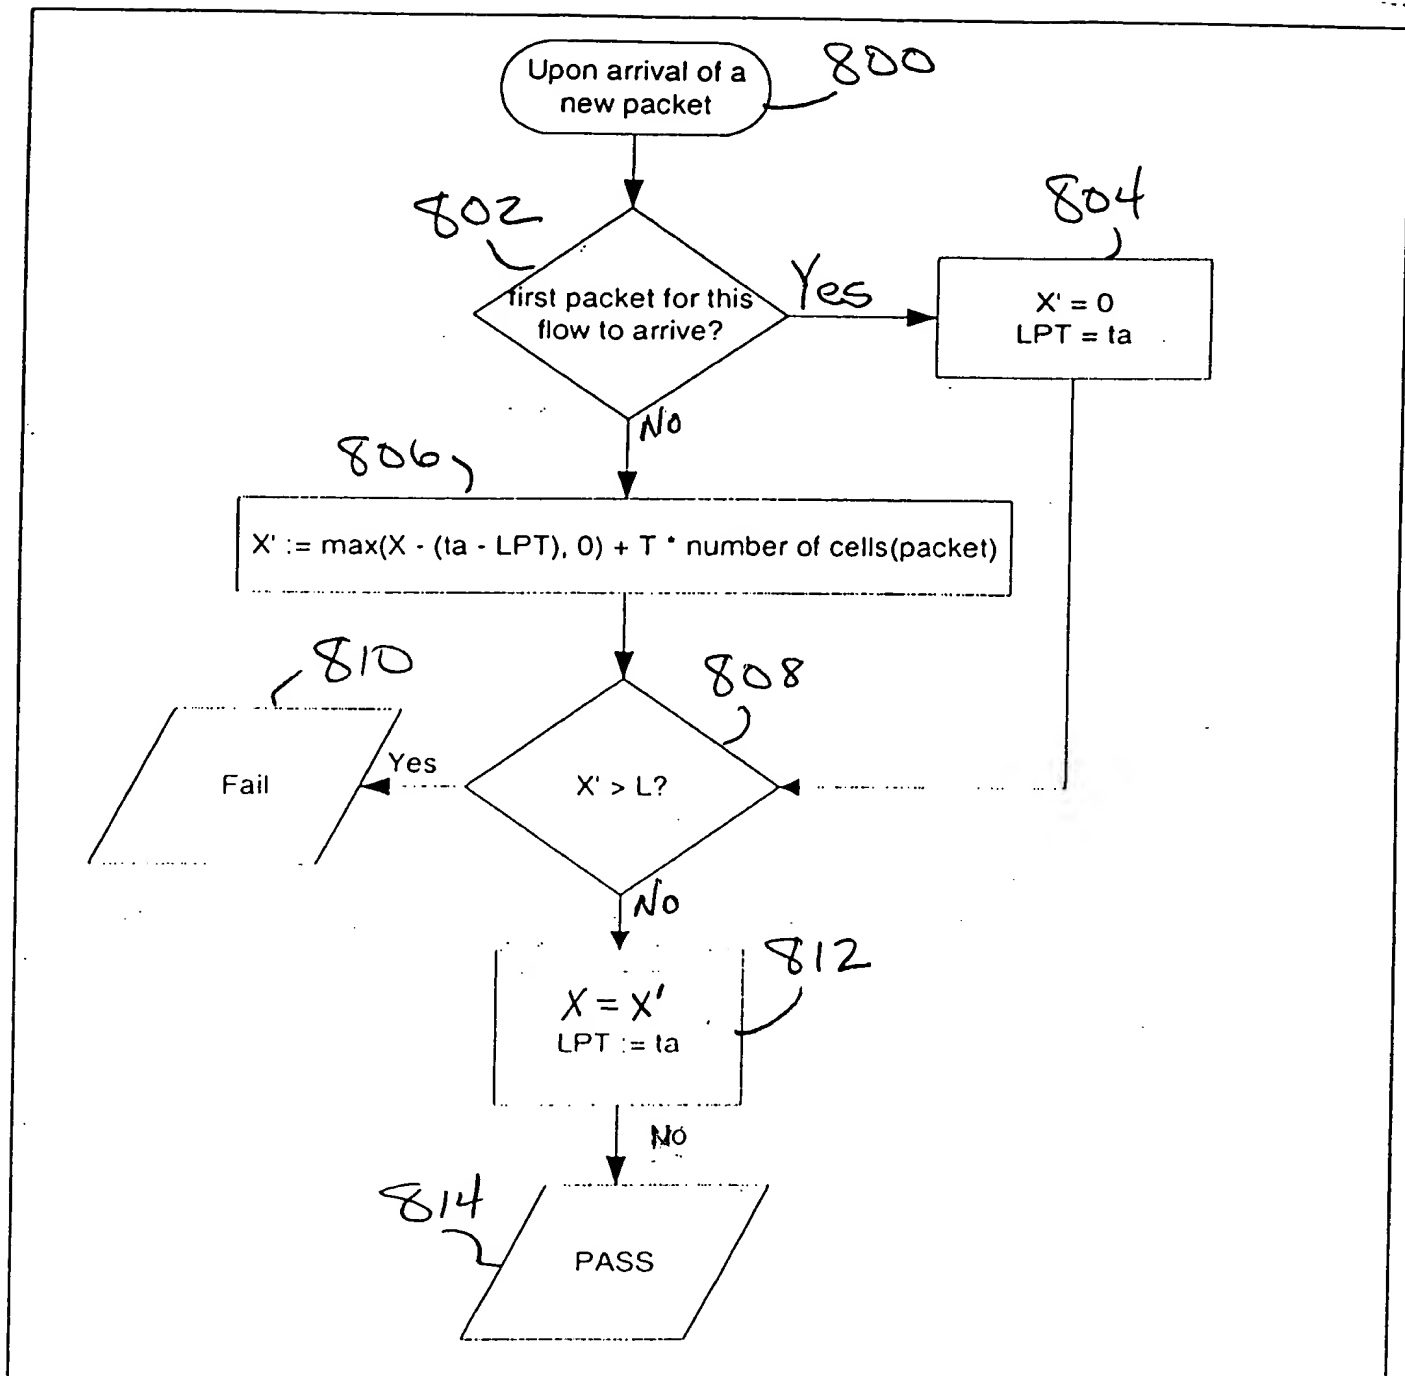 Upon arrival of a
new packet
800
802
804
first packet for this
flow to arrive?
Yes
X' = 0
LPT = ta
No
806
X' := max(X - (ta - LPT), 0) + T * number of cells(packet)
810
808
Fail
Yes
X' > L?
No
812
X = X'
LPT := ta
No
814
PASS